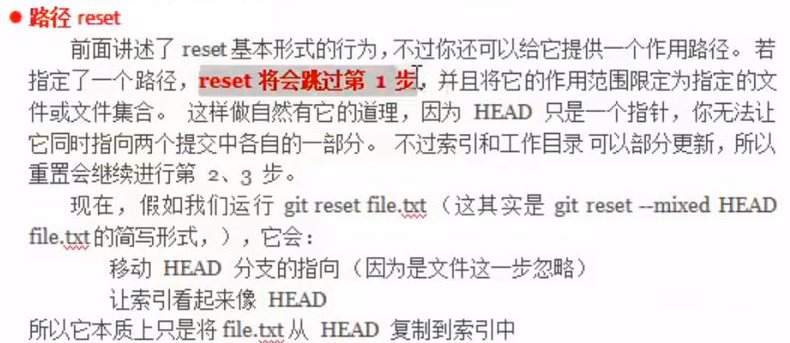 ● 路径 reset
前面讲述了 reset 基本形式的行为，不过你还可以给它提供一个作用路径。 若
指定了一个路径，reset 将会跳过第 1 步，并且将它的作用范围限定为指定的文
件或文件集合。 这样做自然有它的道理，因为 HEAD 只是一个指针，你无法让
它同时指向两个提交中各自的一部分。 不过索引和工作目录 可以部分更新，所以
重置会继续进行第 2、3 步。
现在，假如我们运行 git reset file.txt （这其实是 git reset --mixed HEAD
file.txt 的简写形式，），它会：
移动 HEAD 分支的指向（因为是文件这一步忽略）
让索引看起来像 HEAD
所以它本质上只是将 file.txt 从 HEAD 复制到索引中